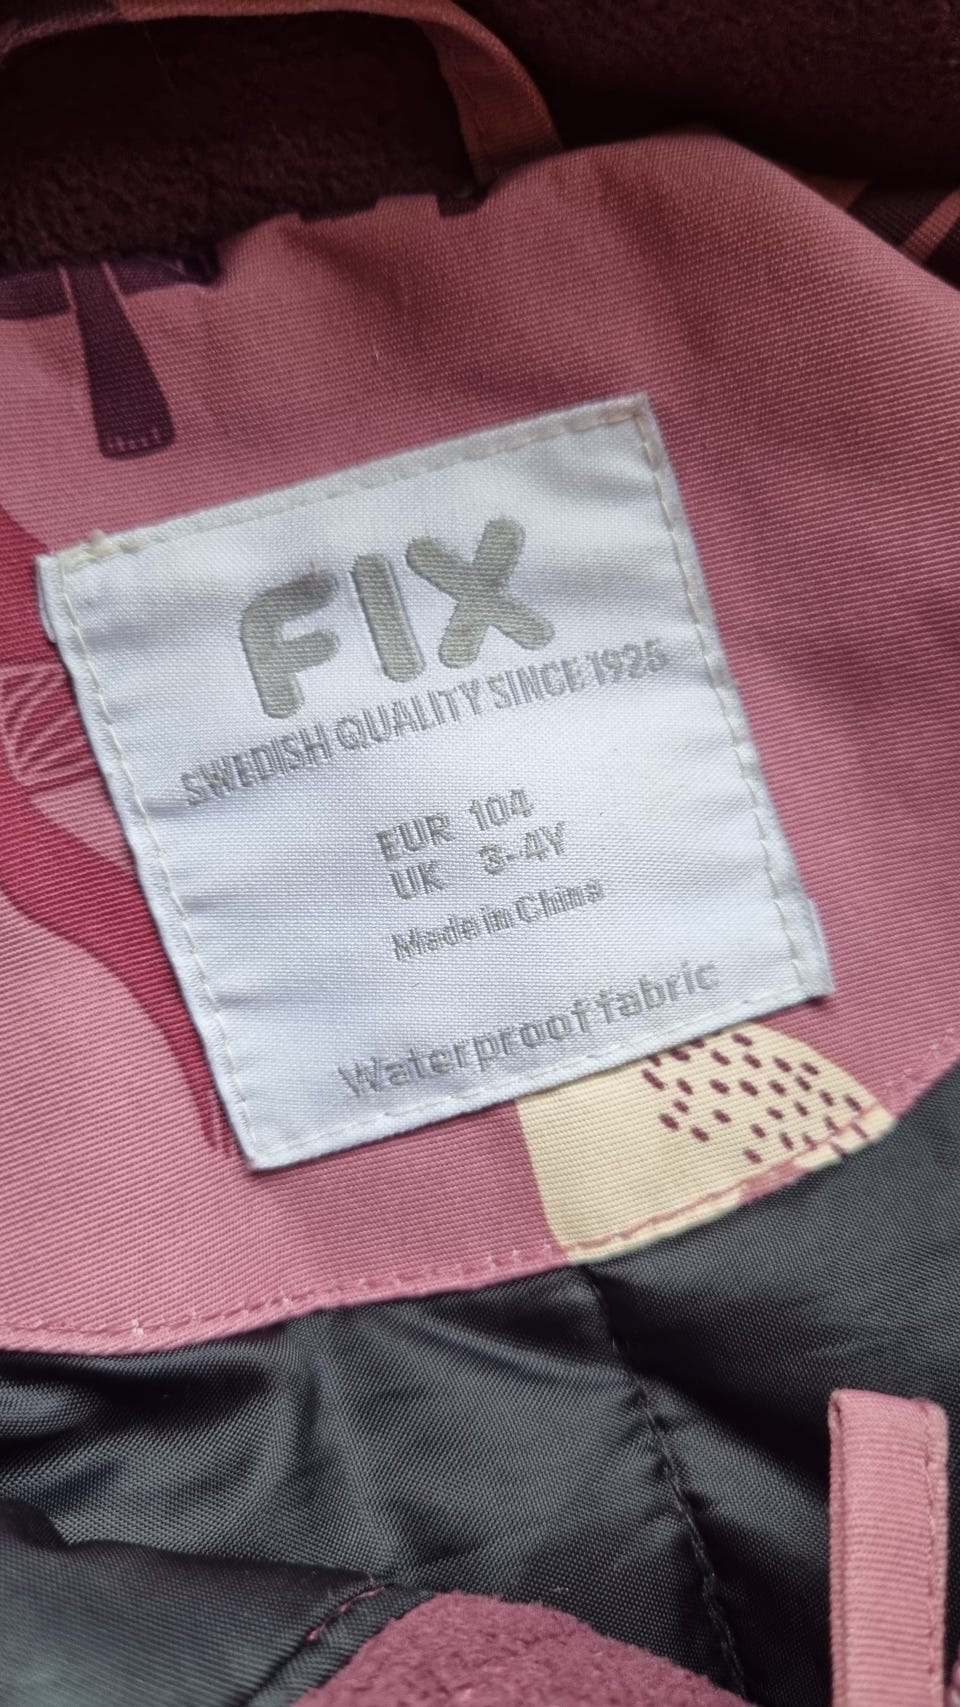 FIX
SWEDISH QUALITY SINCE 1925
EUR 104
UK 3-4Y
Made in China
Waterproof fabric